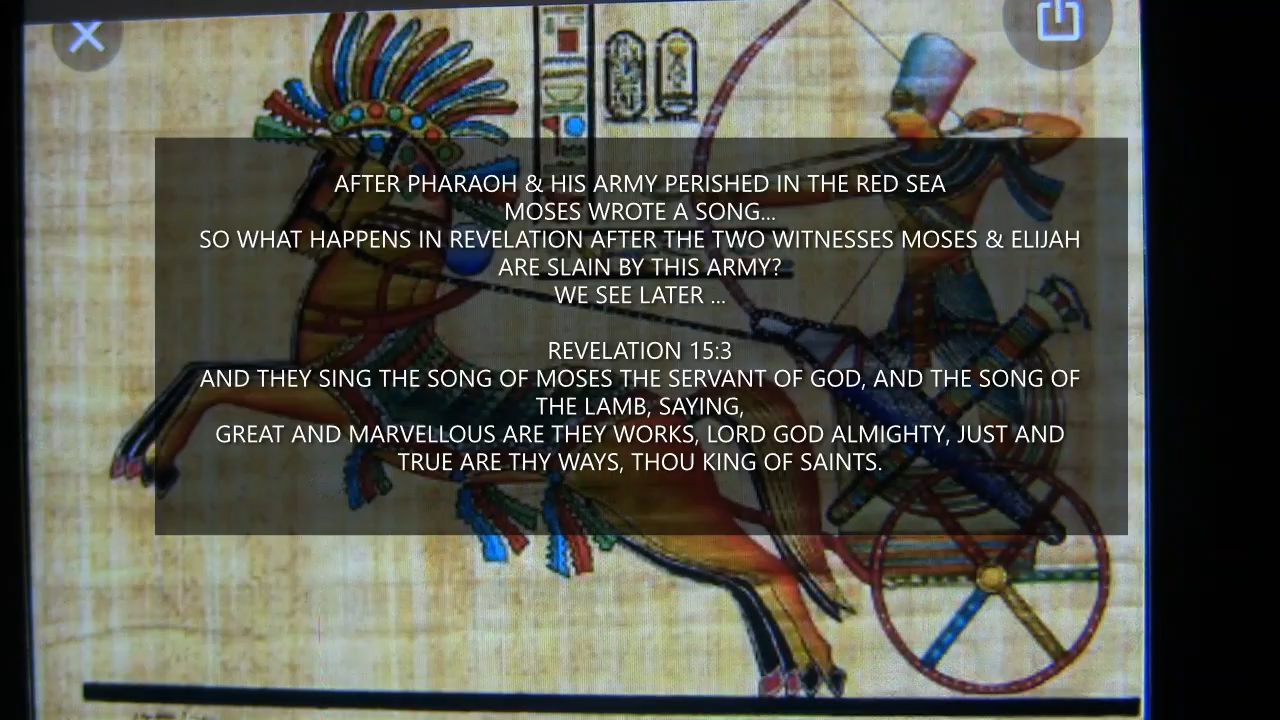 AFTER PHARAOH & HIS ARMY PERISHED IN THE RED SEA
MOSES WROTE A SONG...
SO WHAT HAPPENS IN REVELATION AFTER THE TWO WITNESSES MOSES & ELIJAH
ARE SLAIN BY THIS ARMY?
WE SEE LATER ...
REVELATION 15:3
AND THEY SING THE SONG OF MOSES THE SERVANT OF GOD, AND THE SONG OF
THE LAMB, SAYING,
GREAT AND MARVELLOUS ARE THEY WORKS, LORD GOD ALMIGHTY, JUST AND
TRUE ARE THY WAYS, THOU KING OF SAINTS.